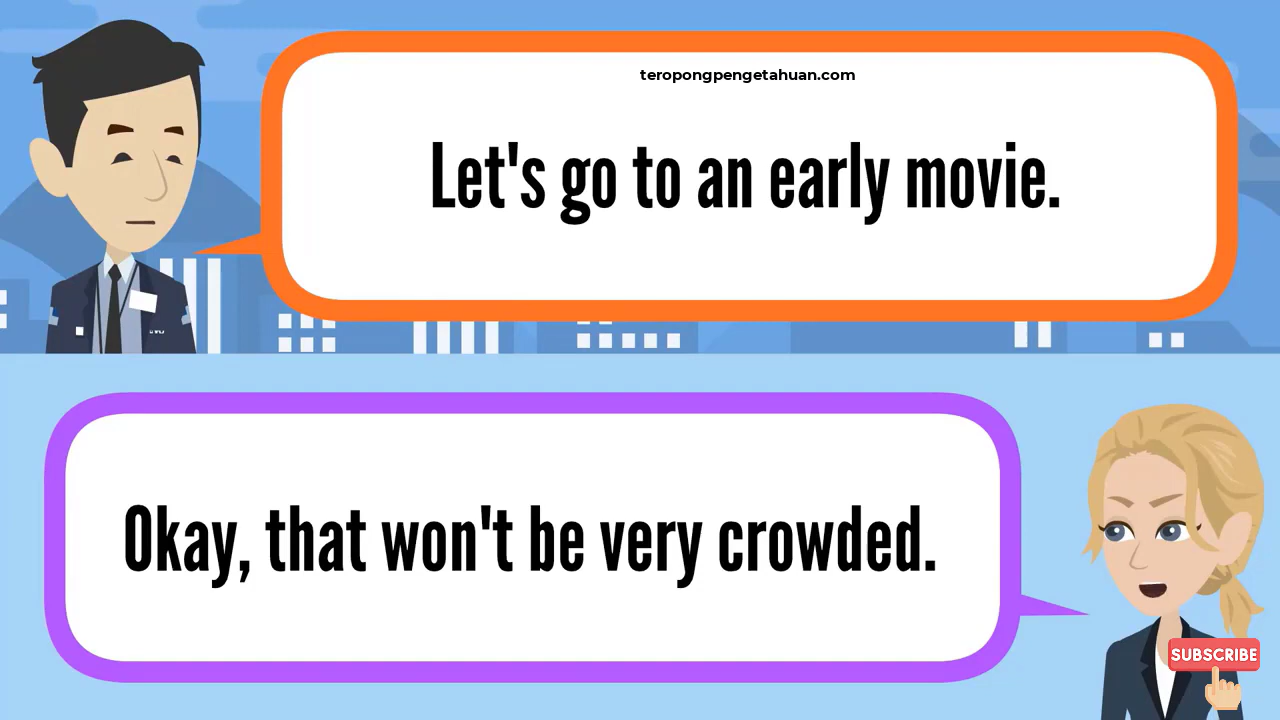 teropongpengetahuan.com
Let's go to an early movie.
Okay, that won't be very crowded.
SUBSCRIBE